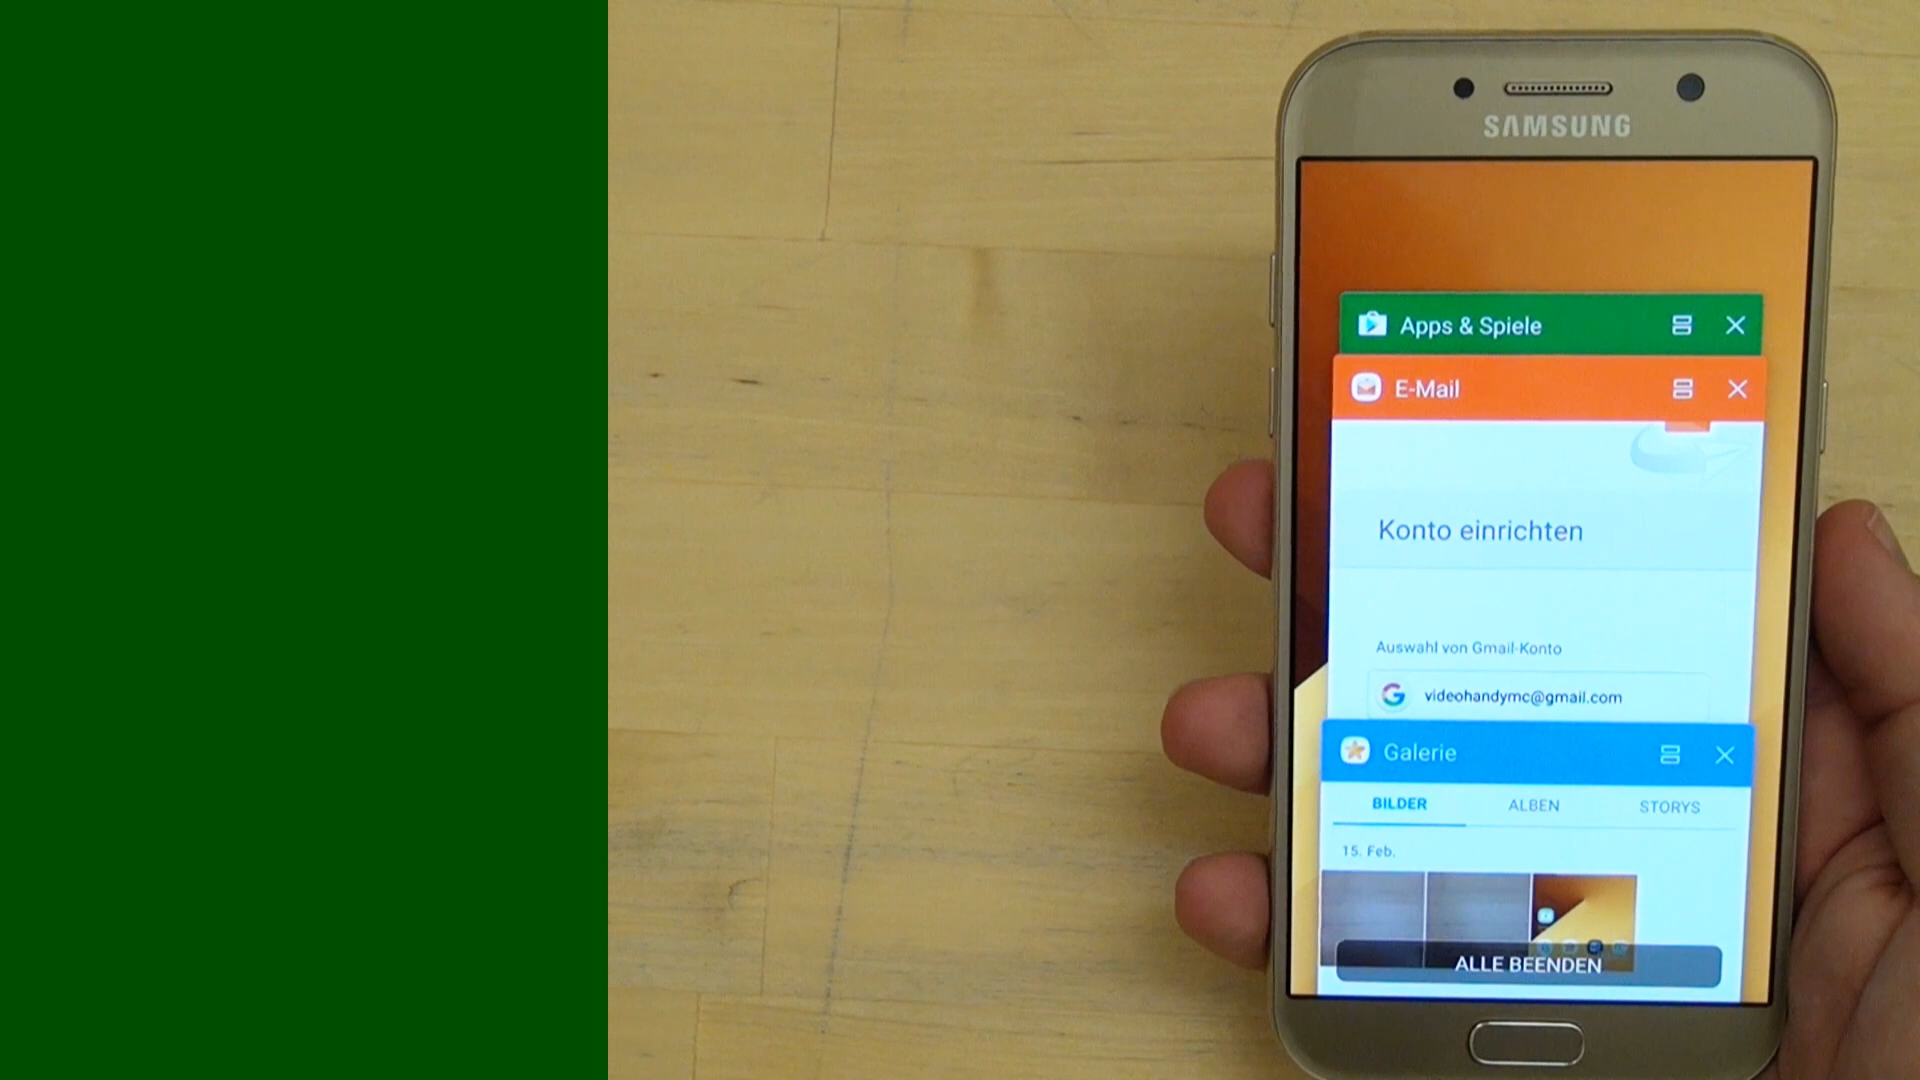 SAMSUNG
Apps & Spiele
E-Mail
Konto einrichten
Auswahl von Gmail-Konto
videohandymc@gmail.com
Galerie
BILDER ALBEN STORYS
15. Feb.
ALLE BEENDEN